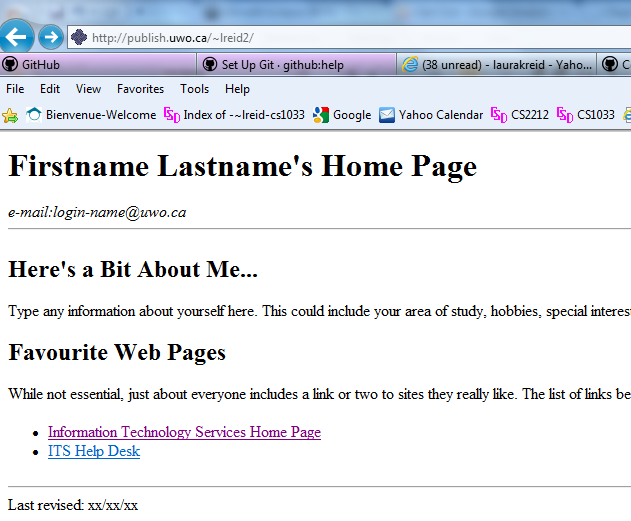 http://publish.uwo.ca/~lreid2/
GitHub
Set Up Git · github:help
(38 unread) - laurakreid - Yaho...
File Edit View Favorites Tools Help
Bienvenue-Welcome
Index of -~lreid-cs1033
Google
Yahoo Calendar
CS2212
CS1033
Firstname Lastname's Home Page
e-mail:login-name@uwo.ca
Here's a Bit About Me...
Type any information about yourself here. This could include your area of study, hobbies, special
Favourite Web Pages
While not essential, just about everyone includes a link or two to sites they really like. The list of links be
Information Technology Services Home Page
ITS Help Desk
Last revised: xx/xx/xx